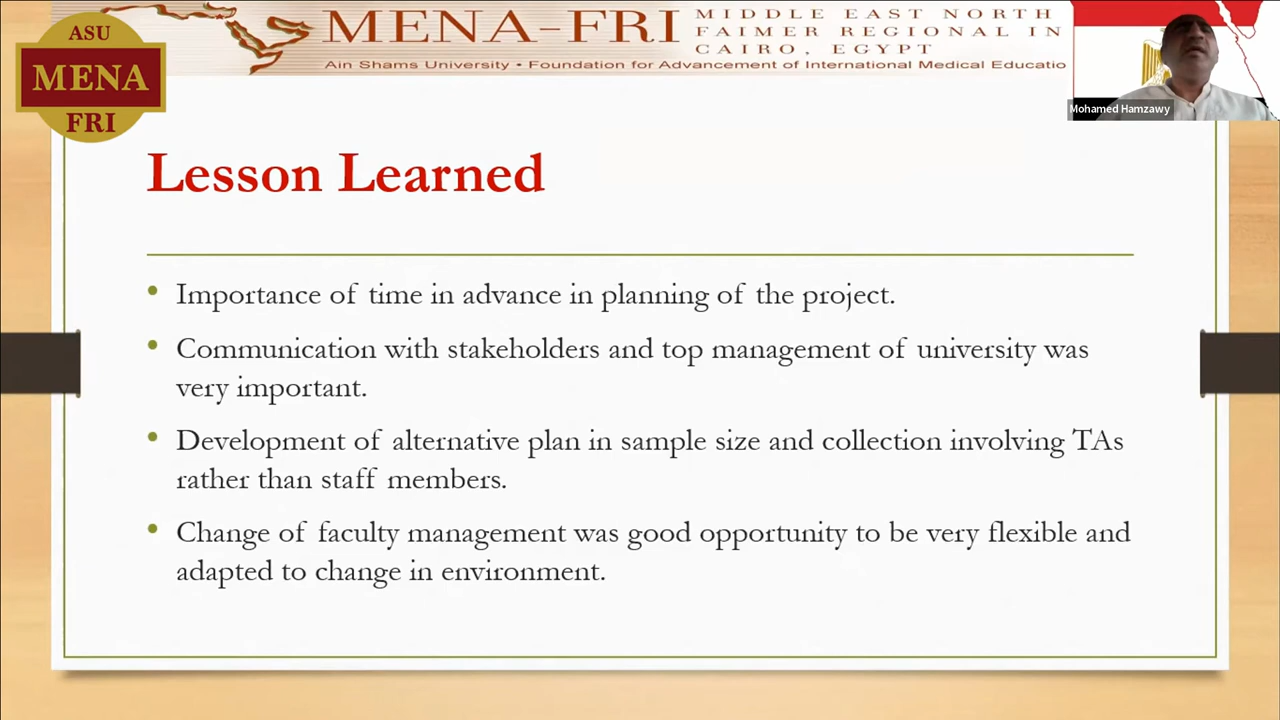 ASU
MENA
FRI
MENA-FRI
MIDDLE EAST NORTH
FAIMER REGIONAL IN
CAIRO, EGYPT
Ain Shams University • Foundation for Advancement of International Medical Educatio
Mohamed Hamzawy
Lesson Learned
• Importance of time in advance in planning of the project.
• Communication with stakeholders and top management of university was
very important.
• Development of alternative plan in sample size and collection involving TAs
rather than staff members.
• Change of faculty management was good opportunity to be very flexible and
adapted to change in environment.